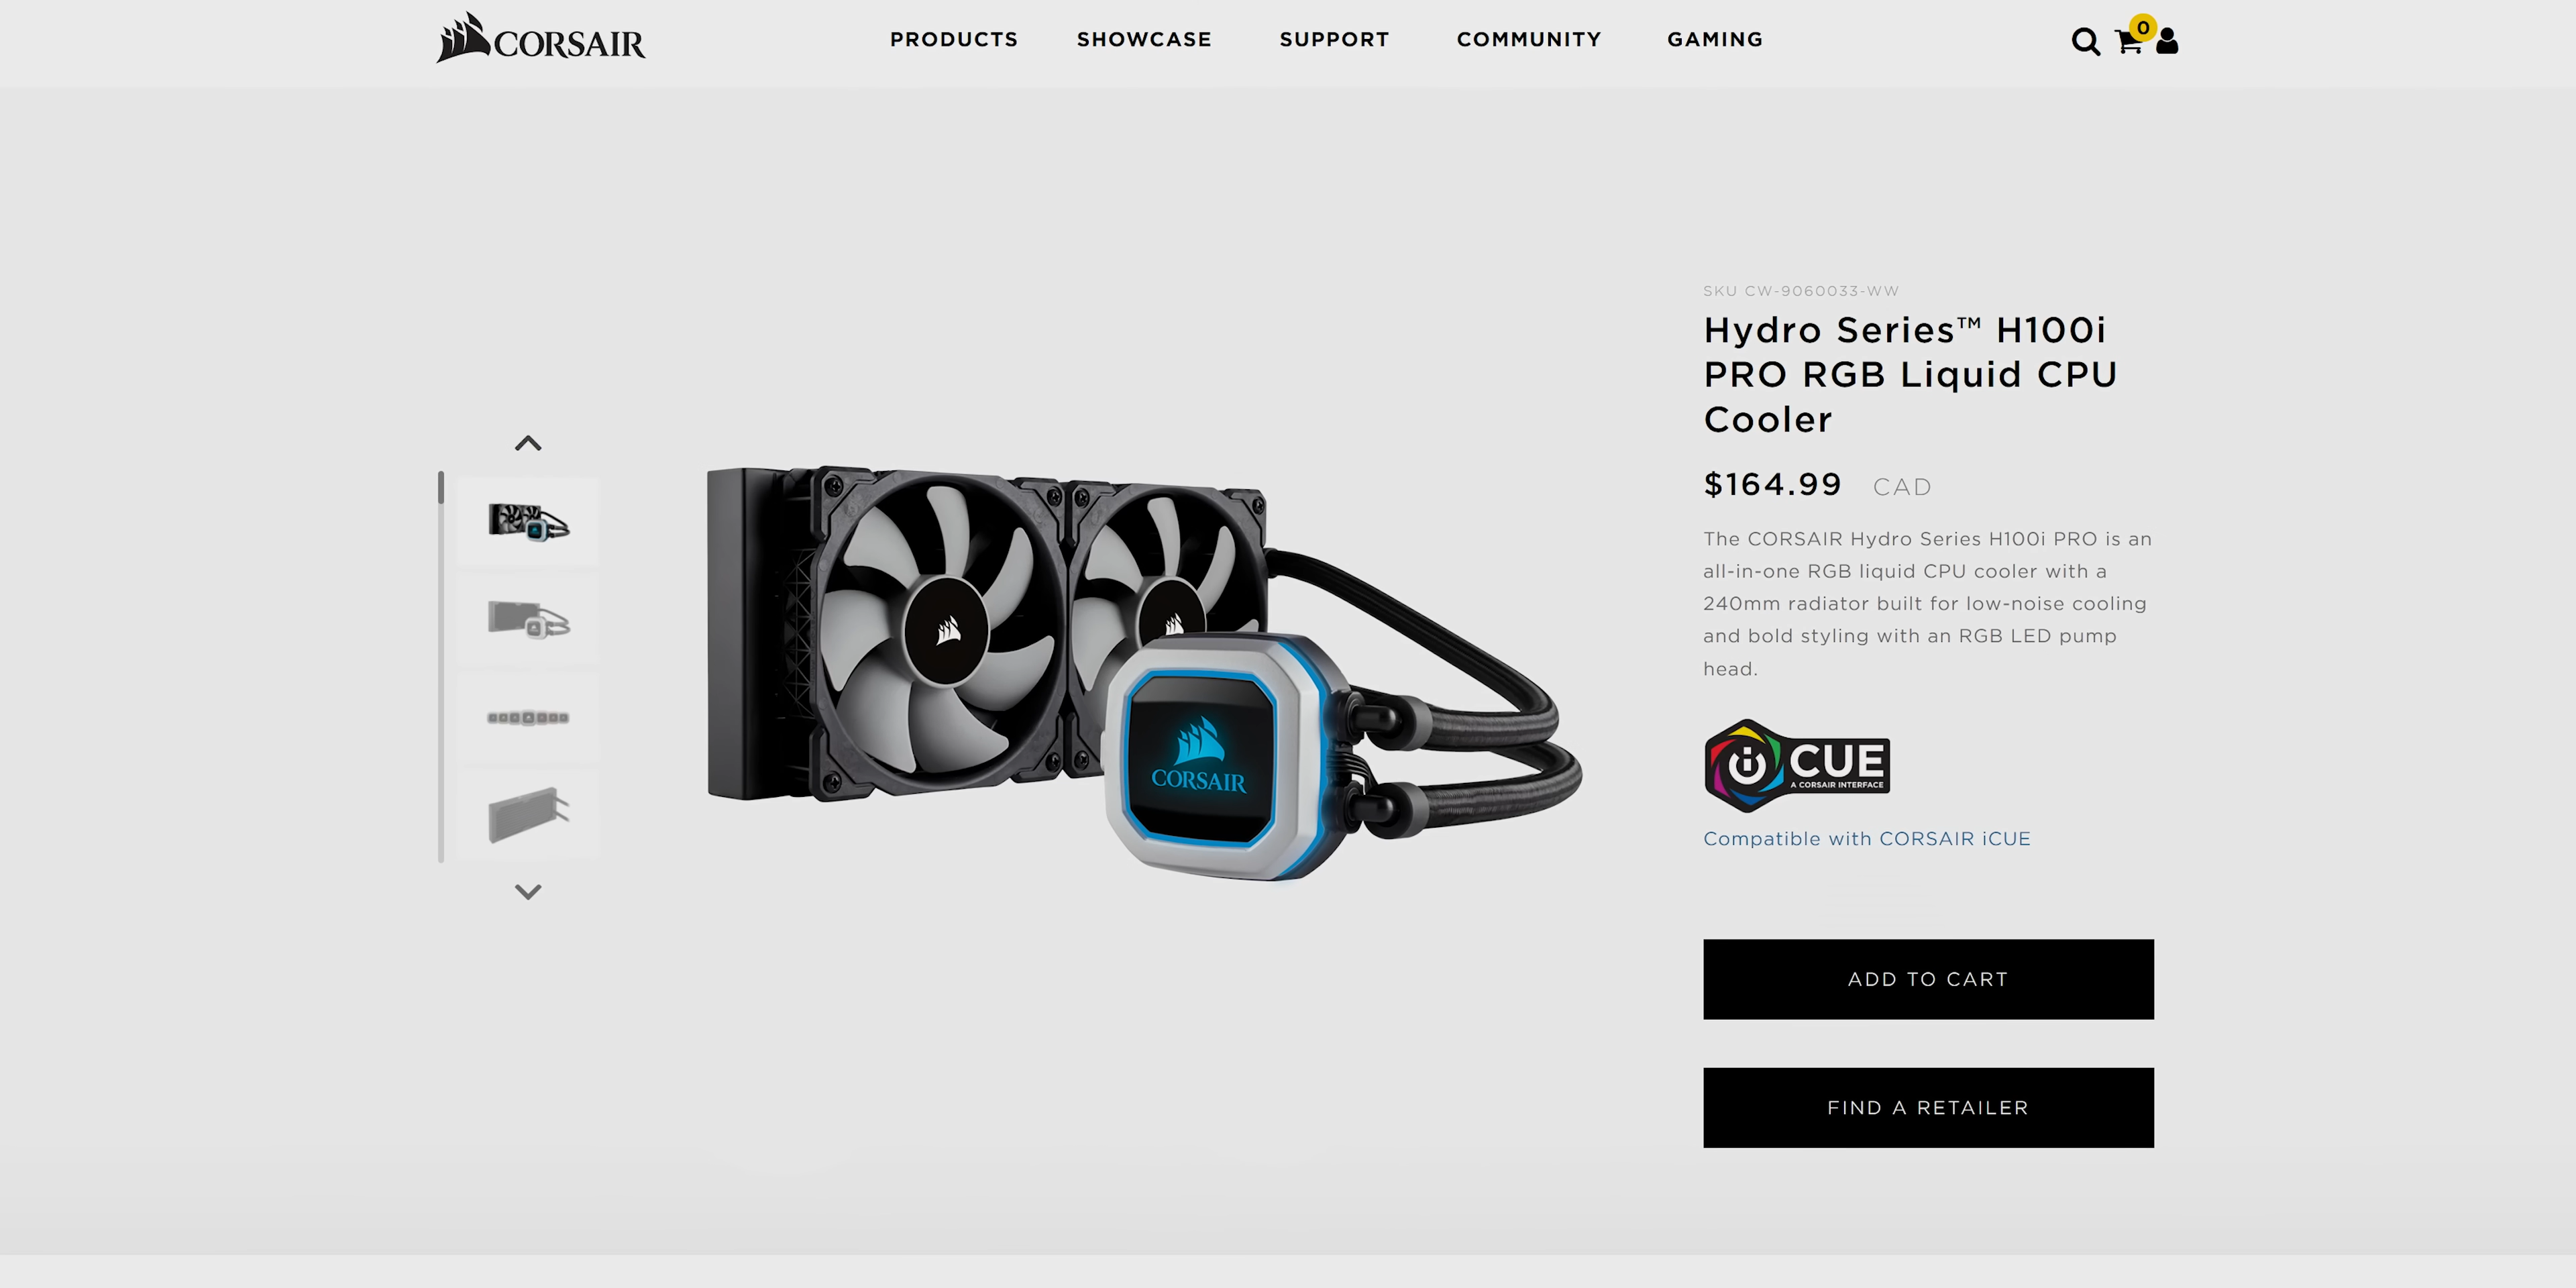 CORSAIR
PRODUCTS
SHOWCASE
SUPPORT
COMMUNITY
GAMING
0
SKU CW-9060033-WW
Hydro Series™ H100i
PRO RGB Liquid CPU
Cooler
$164.99 CAD
The CORSAIR Hydro Series H100i PRO is an
all-in-one RGB liquid CPU cooler with a
240mm radiator built for low-noise cooling
and bold styling with an RGB LED pump
head.
CORSAIR
i CUE
A CORSAIR INTERFACE
Compatible with CORSAIR iCUE
ADD TO CART
FIND A RETAILER